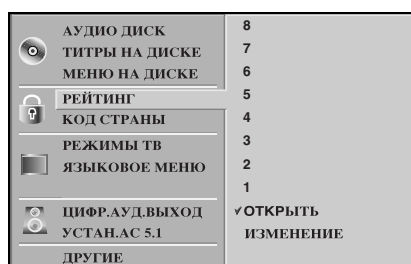 АУДИО ДИСК
ТИТРЫ НА ДИСКЕ
МЕНЮ НА ДИСКЕ
РЕЙТИНГ
КОД СТРАНЫ
РЕЖИМЫ ТВ
ЯЗЫКОВОЕ МЕНЮ
ЦИФР.АУД.ВЫХОД
УСТАН.АС 5.1
ДРУГИЕ
8
7
6
5
4
3
2
1
✓ОТКРЫТЬ
ИЗМЕНЕНИЕ